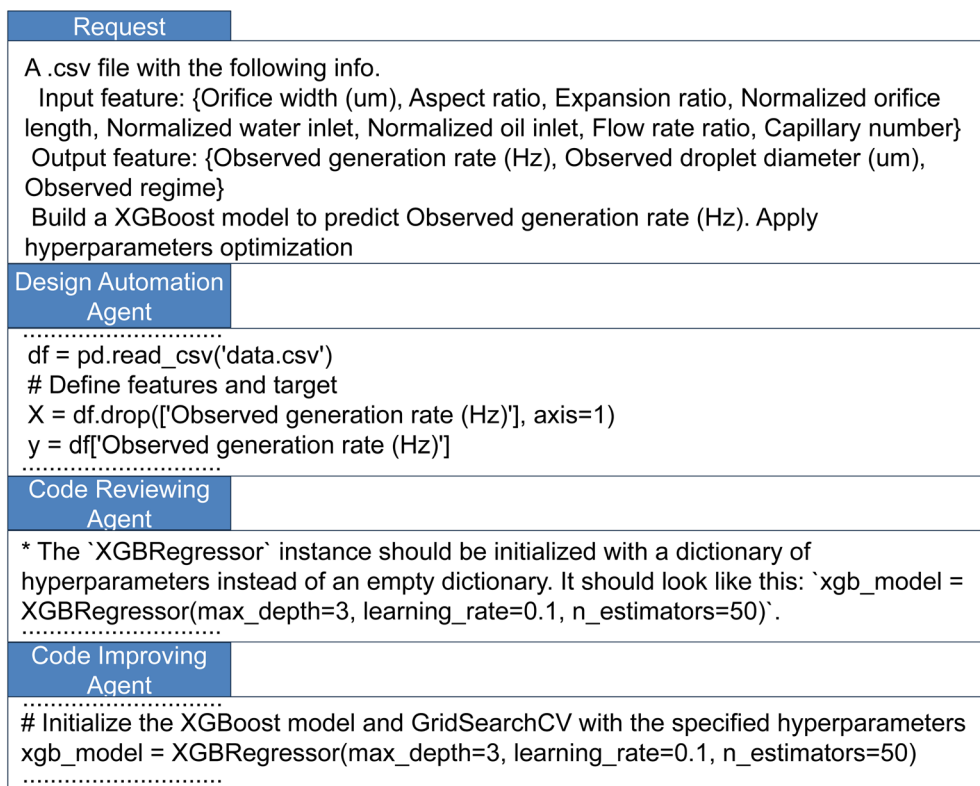 Request
A .csv file with the following info.
Input feature: {Orifice width (um), Aspect ratio, Expansion ratio, Normalized orifice
length, Normalized water inlet, Normalized oil inlet, Flow rate ratio, Capillary number}
Output feature: {Observed generation rate (Hz), Observed droplet diameter (um),
Observed regime}
Build a XGBoost model to predict Observed generation rate (Hz). Apply
hyperparameters optimization
Design Automation
Agent
.............................
df = pd.read_csv('data.csv')
# Define features and target
X = df.drop(['Observed generation rate (Hz)'], axis=1)
y = df['Observed generation rate (Hz)']
.............................
Code Reviewing
Agent
* The `XGBRegressor` instance should be initialized with a dictionary of
hyperparameters instead of an empty dictionary. It should look like this: `xgb_model =
XGBRegressor(max_depth=3, learning_rate=0.1, n_estimators=50)`.
.............................
Code Improving
Agent
.............................
# Initialize the XGBoost model and GridSearchCV with the specified hyperparameters
xgb_model = XGBRegressor(max_depth=3, learning_rate=0.1, n_estimators=50)
.............................